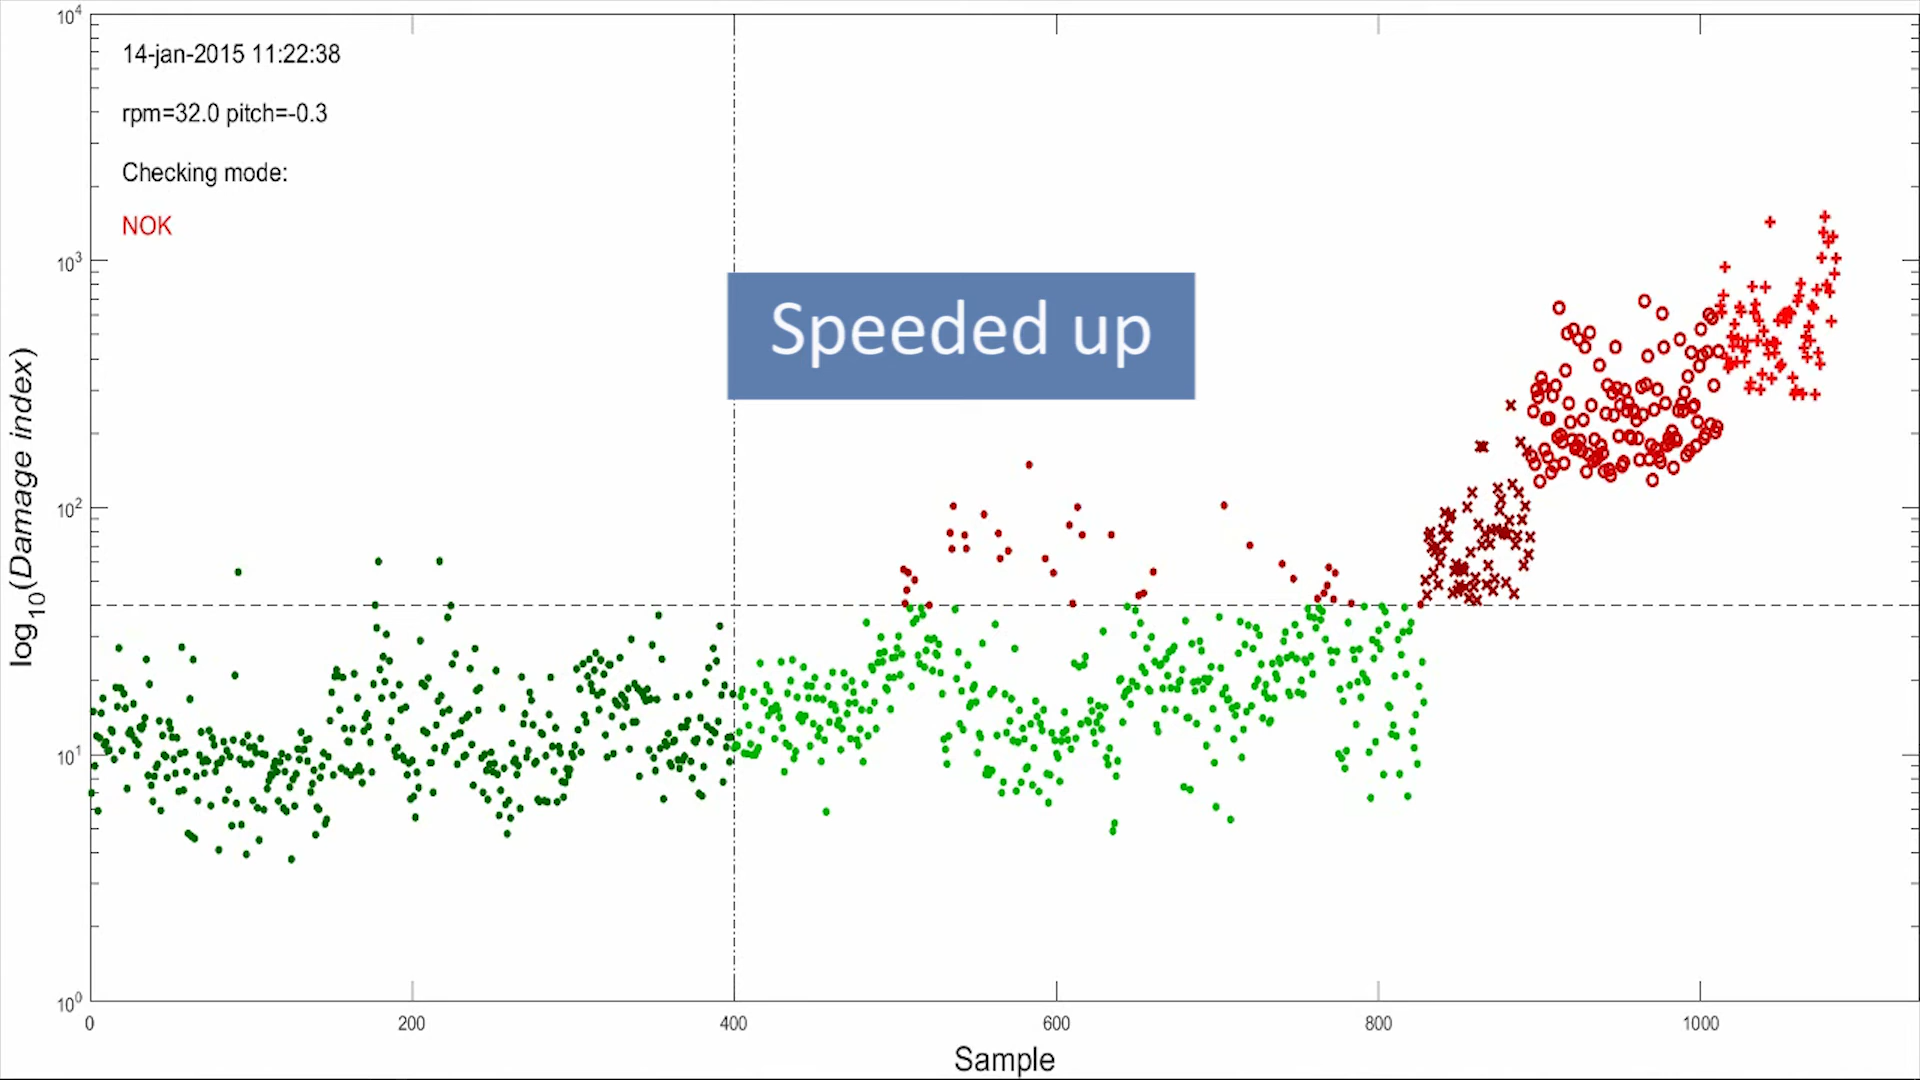 10^4
14-jan-2015 11:22:38
rpm=32.0 pitch=-0.3
Checking mode:
NOK
10^3
Speeded up
log_10(Damage index)
10^2
10^1
10^0
0 200 400 600 800 1000
Sample